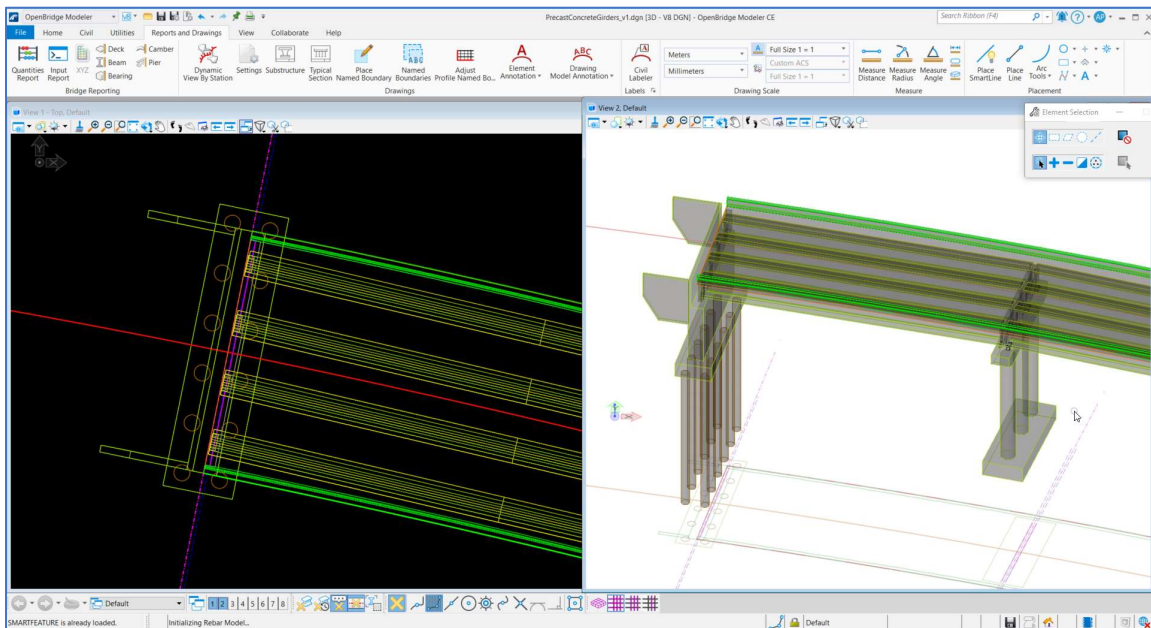 OpenBridge Modeler
PrecastConcreteGirders_v1.dgn [3D - V8 DGN] - OpenBridge Modeler CE
Search Ribbon (F4)
AP
File Home Civil Utilities Reports and Drawings View Collaborate Help
Quantities Report
Input Report
XYZ
Deck
Beam
Bearing
Camber
Pier
Bridge Reporting
Dynamic View By Station
Settings
Substructure
Typical Section
Place Named Boundary
Named Boundaries
Adjust Profile Named Bo...
Element Annotation
Drawing Model Annotation
Drawings
Civil Labeler
Labels
Meters
Millimeters
Full Size 1 = 1
Custom ACS
Full Size 1 = 1
Drawing Scale
Measure Distance
Measure Radius
Measure Angle
Measure
Place SmartLine
Place Line
Arc Tools
Placement
View 1 - Top, Default
View 2, Default
Element Selection
Default
1 2 3 4 5 6 7 8
SMARTFEATURE is already loaded.
Initializing Rebar Model...
Default